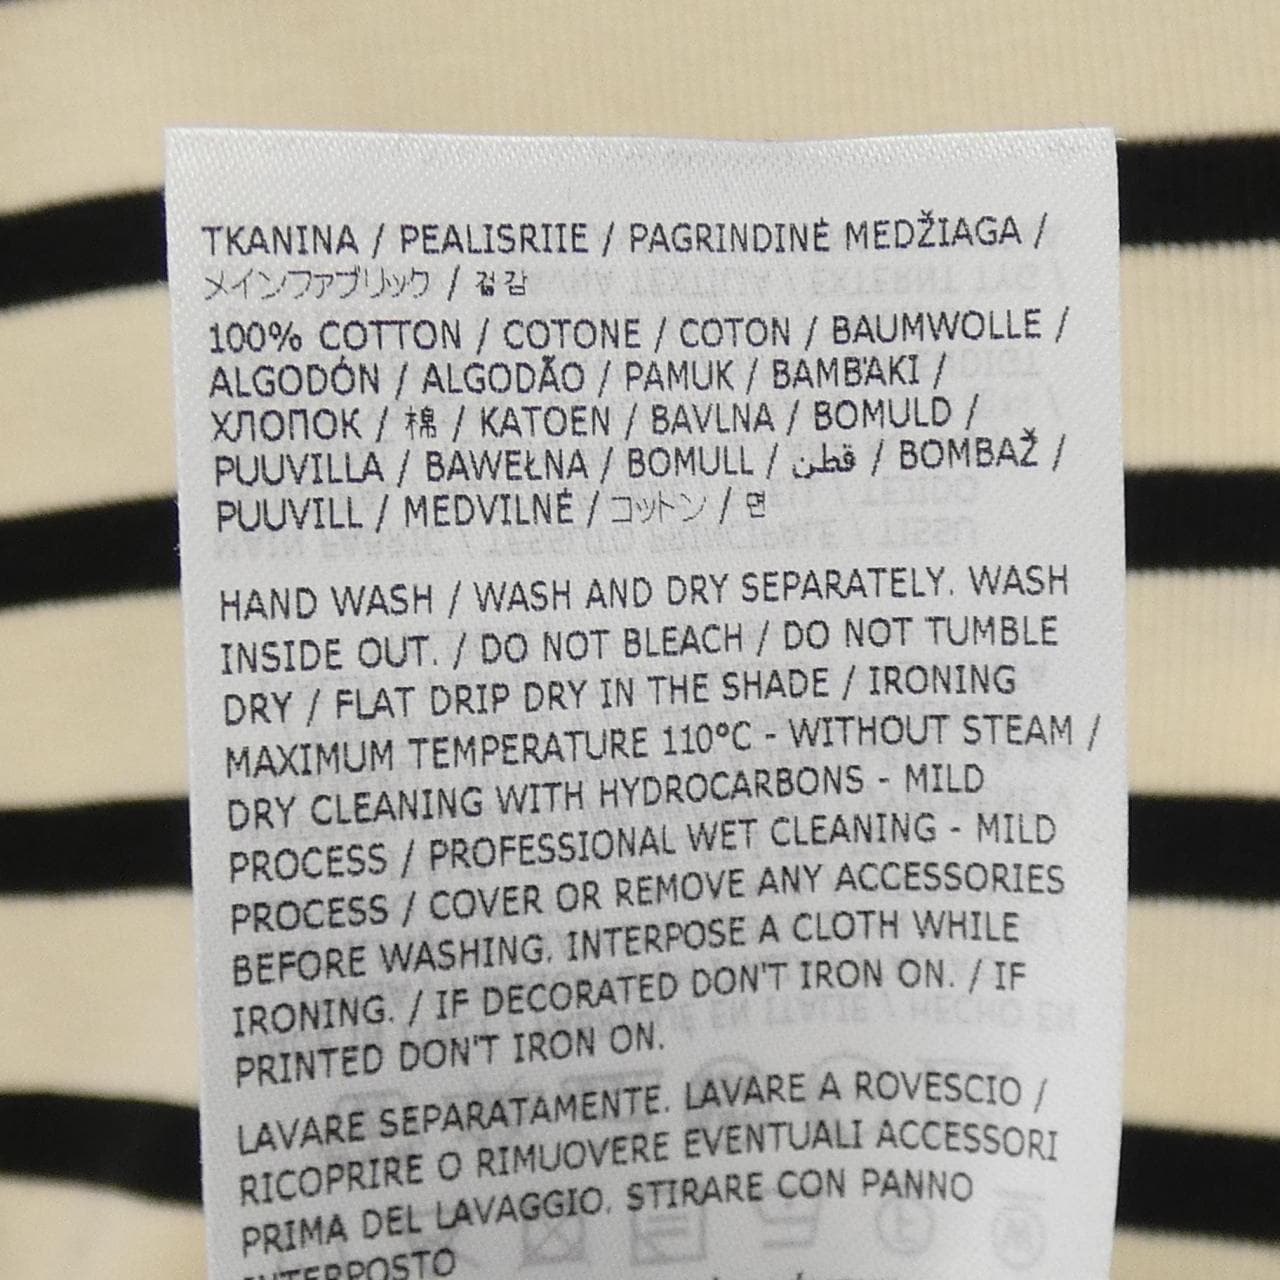 TKANINA / PEALISRIIE / PAGRINDINĖ MEDŽIAGA /
メインファブリック / 겉감
100% COTTON / COTONE / COTON / BAUMWOLLE /
ALGODÓN / ALGODÃO / PAMUK / ΒΑΜΒΆΚΙ /
ХЛОПОК / 棉 / KATOEN / BAVLNA / BOMULD /
PUUVILLA / BAWEŁNA / BOMULL / قطن / BOMBAŽ /
PUUVILL / MEDVILNĖ / コットン / 면
HAND WASH / WASH AND DRY SEPARATELY. WASH
INSIDE OUT. / DO NOT BLEACH / DO NOT TUMBLE
DRY / FLAT DRIP DRY IN THE SHADE / IRONING
MAXIMUM TEMPERATURE 110°C - WITHOUT STEAM /
DRY CLEANING WITH HYDROCARBONS - MILD
PROCESS / PROFESSIONAL WET CLEANING - MILD
PROCESS / COVER OR REMOVE ANY ACCESSORIES
BEFORE WASHING. INTERPOSE A CLOTH WHILE
IRONING. / IF DECORATED DON'T IRON ON. / IF
PRINTED DON'T IRON ON.
LAVARE SEPARATAMENTE. LAVARE A ROVESCIO /
RICOPRIRE O RIMUOVERE EVENTUALI ACCESSORI
PRIMA DEL LAVAGGIO. STIRARE CON PANNO
INTERPOSTO